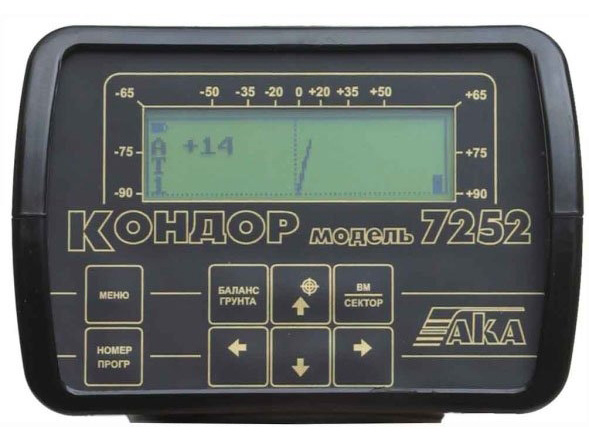 -65 -50 -35 -20 0 +20 +35 +50 +65
-75 А +14 +75
Т
-90 1 +90
КОНДОР модель 7252
МЕНЮ
БАЛАНС
ГРУНТА
ВМ
СЕКТОР
НОМЕР
ПРОГР
АКА